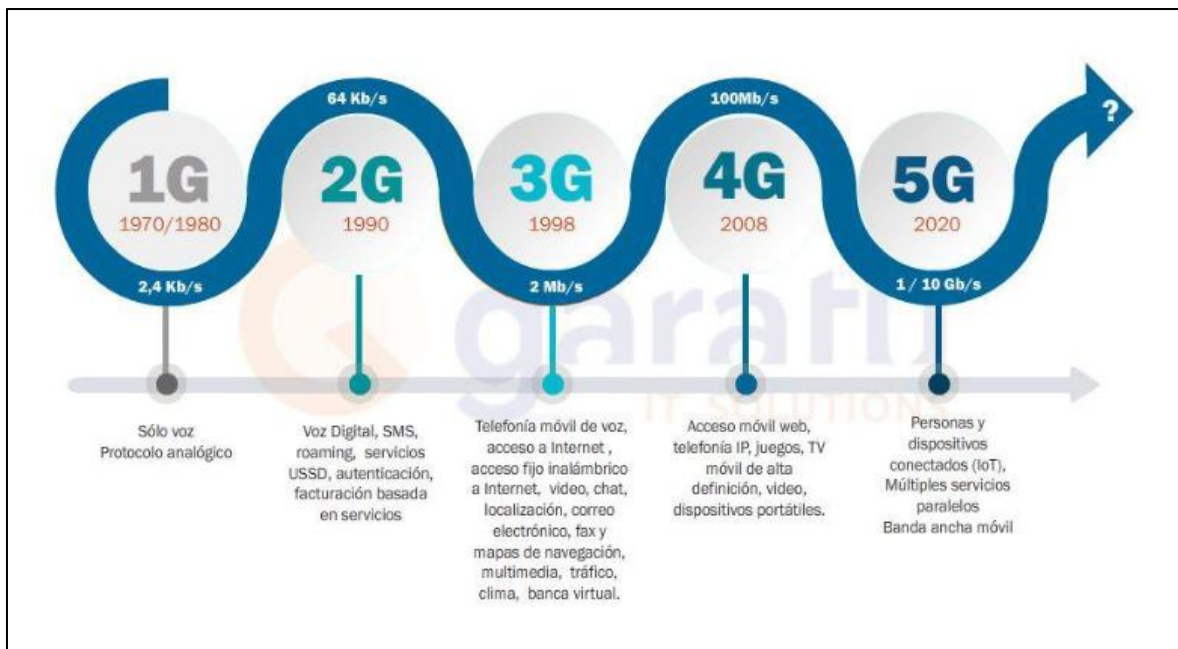 64 Kb/s
100Mb/s
?
1G
1970/1980
2G
1990
3G
1998
4G
2008
5G
2020
2,4 Kb/s
2 Mb/s
1 / 10 Gb/s
IT SOLUTIONS
Sólo voz
Protocolo analógico
Voz Digital, SMS,
roaming, servicios
USSD, autenticación,
facturación basada
en servicios
Telefonía móvil de voz,
acceso a Internet ,
acceso fijo inalámbrico
a Internet, video, chat,
localización, correo
electrónico, fax y
mapas de navegación,
multimedia, tráfico,
clima, banca virtual.
Acceso móvil web,
telefonía IP, juegos, TV
móvil de alta
definición, video,
dispositivos portátiles.
Personas y
dispositivos
conectados (IoT),
Múltiples servicios
paralelos
Banda ancha móvil